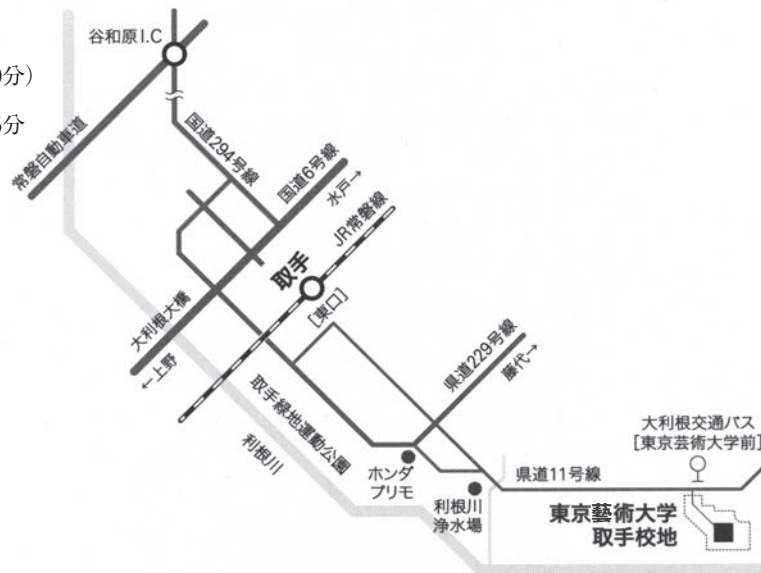 谷和原I.C
分）
分
常磐自動車道
国道294号線
国道6号線
水戸→
JR常磐線
取手
[東口]
大利根大橋
←上野
県道229号線
藤代→
取手緑地運動公園
利根川
ホンダ
プリモ
利根川
浄水場
県道11号線
大利根交通バス
[東京芸術大学前]
東京藝術大学
取手校地